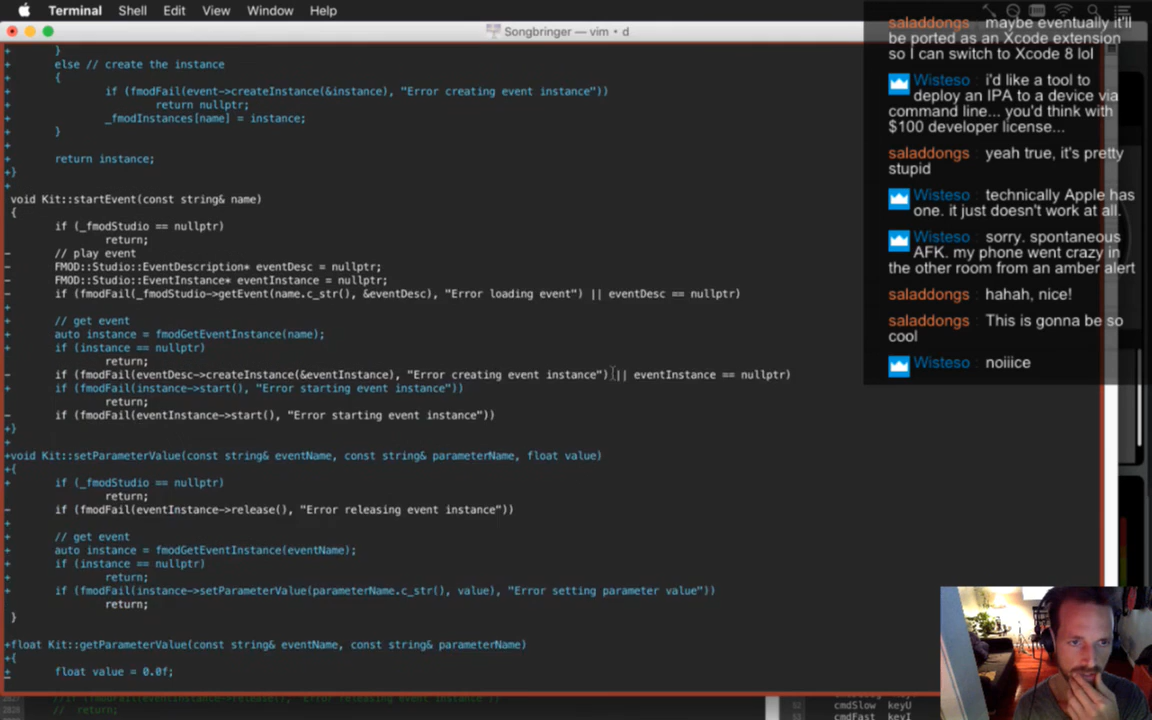 Terminal Shell Edit View Window Help
Songbringer — vim • d
+ }
+ else // create the instance
+ {
+ if (fmodFail(event->createInstance(&instance), "Error creating event instance"))
+ return nullptr;
+ _fmodInstances[name] = instance;
+ }
+
+ return instance;
+}
+
void Kit::startEvent(const string& name)
{
if (_fmodStudio == nullptr)
return;
- // play event
- FMOD::Studio::EventDescription* eventDesc = nullptr;
- FMOD::Studio::EventInstance* eventInstance = nullptr;
- if (fmodFail(_fmodStudio->getEvent(name.c_str(), &eventDesc), "Error loading event") || eventDesc == nullptr)
+
+ // get event
+ auto instance = fmodGetEventInstance(name);
+ if (instance == nullptr)
return;
- if (fmodFail(eventDesc->createInstance(&eventInstance), "Error creating event instance") || eventInstance == nullptr)
+ if (fmodFail(instance->start(), "Error starting event instance"))
return;
- if (fmodFail(eventInstance->start(), "Error starting event instance"))
+}
+
+void Kit::setParameterValue(const string& eventName, const string& parameterName, float value)
+{
+ if (_fmodStudio == nullptr)
return;
- if (fmodFail(eventInstance->release(), "Error releasing event instance"))
+
+ // get event
+ auto instance = fmodGetEventInstance(eventName);
+ if (instance == nullptr)
+ return;
+ if (fmodFail(instance->setParameterValue(parameterName.c_str(), value), "Error setting parameter value"))
return;
}
+float Kit::getParameterValue(const string& eventName, const string& parameterName)
+{
+ float value = 0.0f;
saladdongs : maybe eventually it'll
be ported as an Xcode extension
so I can switch to Xcode 8 lol
Wisteso : i'd like a tool to
deploy an IPA to a device via
command line... you'd think with
$100 developer license...
saladdongs : yeah true, it's pretty
stupid
Wisteso : technically Apple has
one. it just doesn't work at all.
Wisteso : sorry. spontaneous
AFK. my phone went crazy in
the other room from an amber alert
saladdongs : hahah, nice!
saladdongs : This is gonna be so
cool
Wisteso : noiiice
// return;
cmdSlow keyU
cmdFast keyI